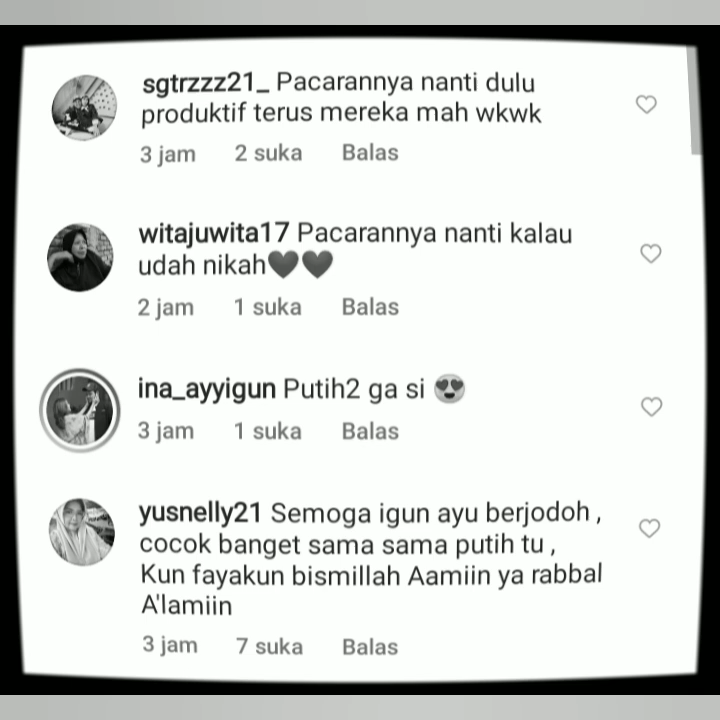 sgtrzzz21_ Pacarannya nanti dulu
produktif terus mereka mah wkwk
3 jam 2 suka Balas
witajuwita17 Pacarannya nanti kalau
udah nikah🖤🖤
2 jam 1 suka Balas
ina_ayyigun Putih2 ga si 😍
3 jam 1 suka Balas
yusnelly21 Semoga igun ayu berjodoh ,
cocok banget sama sama putih tu ,
Kun fayakun bismillah Aamiin ya rabbal
A'lamiin
3 jam 7 suka Balas